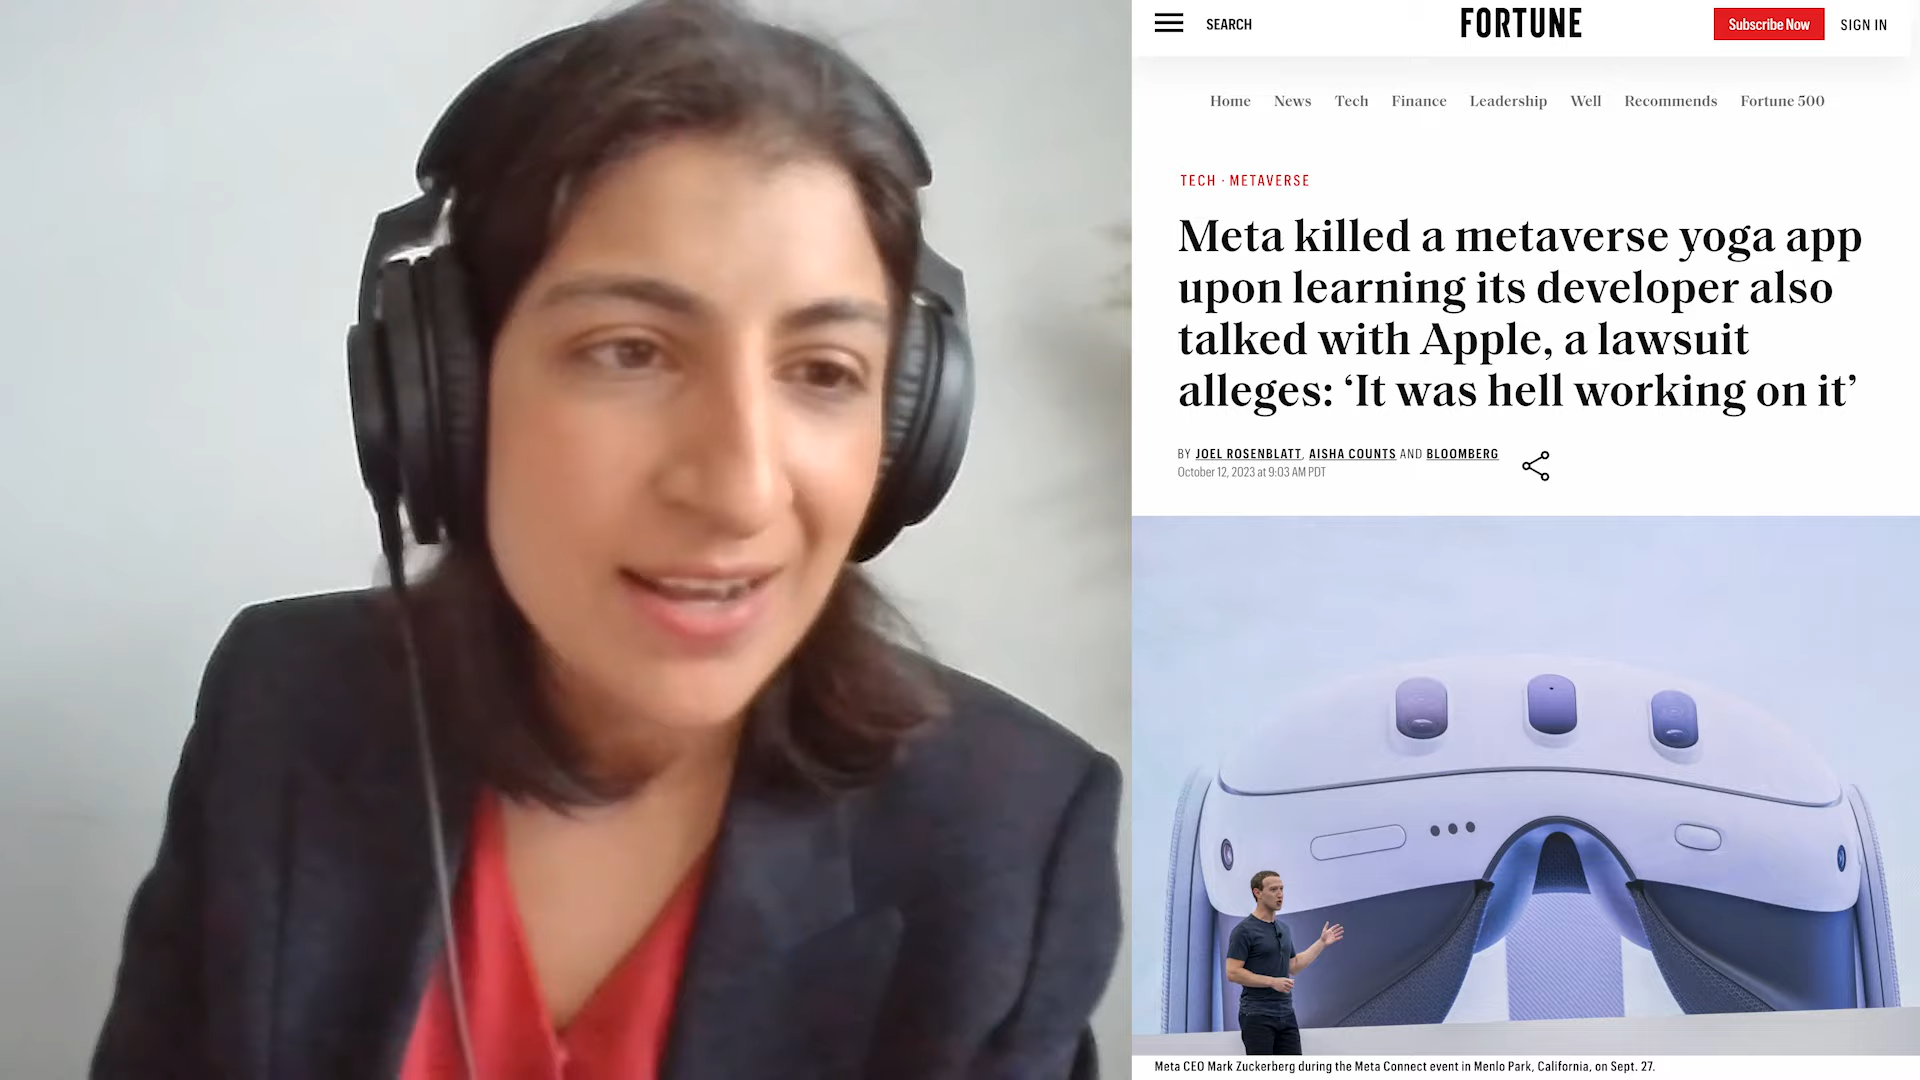 SEARCH
FORTUNE
Subscribe Now
SIGN IN
Home News Tech Finance Leadership Well Recommends Fortune 500
TECH · METAVERSE
Meta killed a metaverse yoga app
upon learning its developer also
talked with Apple, a lawsuit
alleges: ‘It was hell working on it’
BY JOEL ROSENBLATT, AISHA COUNTS AND BLOOMBERG
October 12, 2023 at 9:03 AM PDT
Meta CEO Mark Zuckerberg during the Meta Connect event in Menlo Park, California, on Sept. 27.